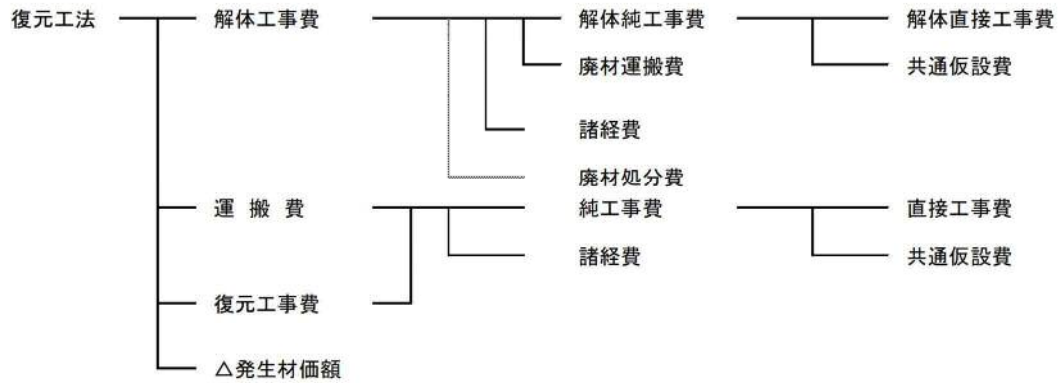 復元工法 解体工事費 解体純工事費 解体直接工事費
廃材運搬費 共通仮設費
諸経費
廃材処分費
運搬費 純工事費 直接工事費
諸経費 共通仮設費
復元工事費
△発生材価額